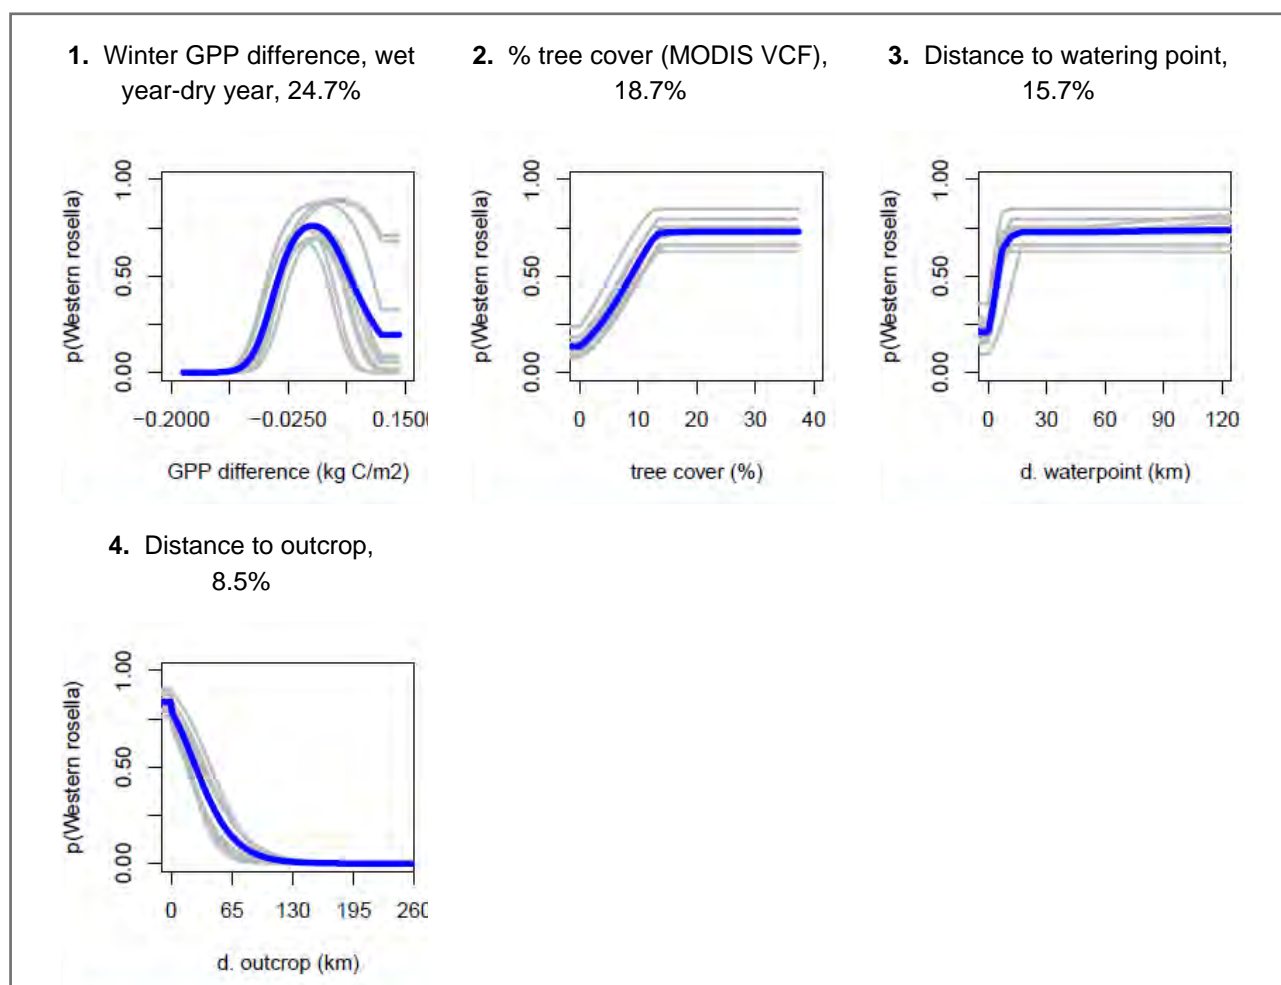 1. Winter GPP difference, wet
year-dry year, 24.7%
2. % tree cover (MODIS VCF),
18.7%
3. Distance to watering point,
15.7%
p(Western rosella)
1.00
0.50
0.00
−0.2000 −0.0250 0.150
GPP difference (kg C/m2)
p(Western rosella)
1.00
0.50
0.00
0 10 20 30 40
tree cover (%)
p(Western rosella)
1.00
0.50
0.00
0 30 60 90 120
d. waterpoint (km)
4. Distance to outcrop,
8.5%
p(Western rosella)
1.00
0.50
0.00
0 65 130 195 260
d. outcrop (km)